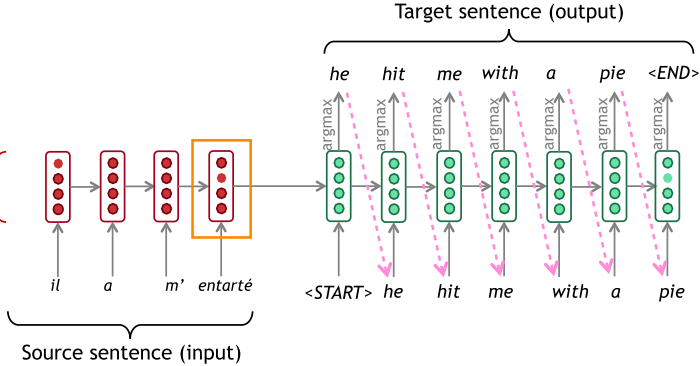 Target sentence (output)
he hit me with a pie <END>
argmax argmax argmax argmax argmax argmax argmax
il a m’ entarté <START> he hit me with a pie
Source sentence (input)